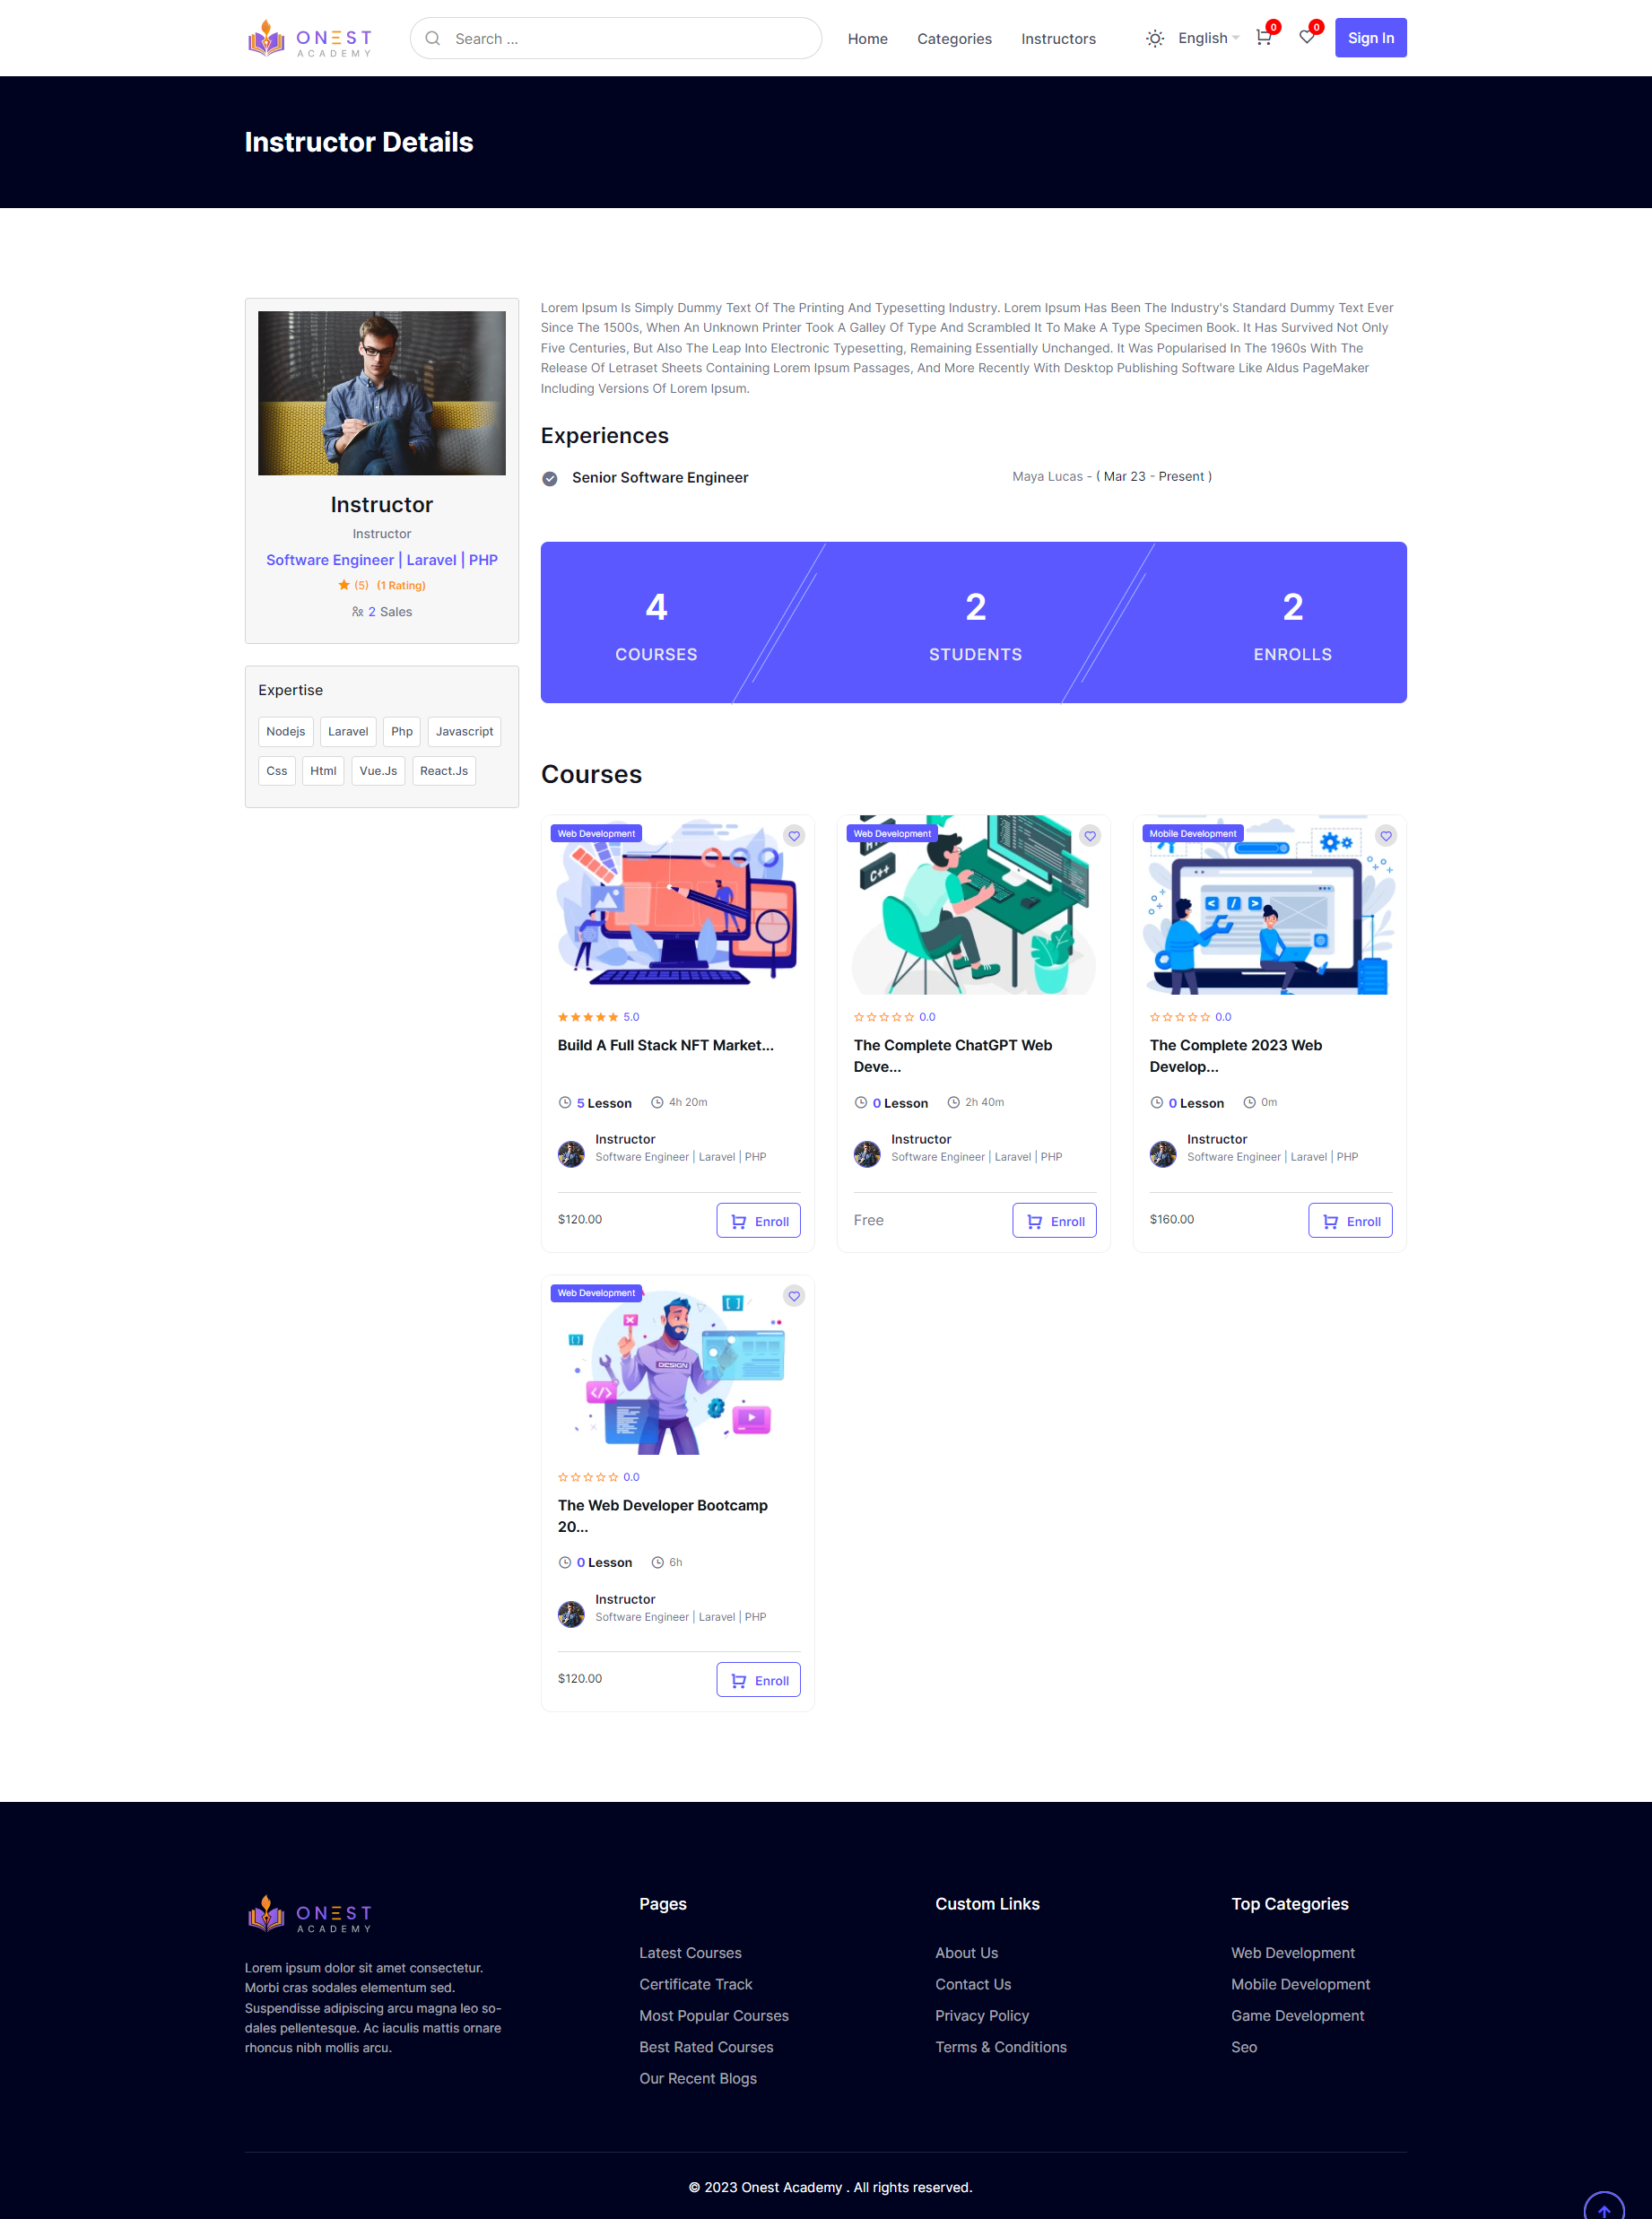 ONEST
ACADEMY
Search ...
Home
Categories
Instructors
English
0
0
Sign In
Instructor Details
Instructor
Instructor
Software Engineer | Laravel | PHP
(5) (1 Rating)
2 Sales
Expertise
Nodejs
Laravel
Php
Javascript
Css
Html
Vue.Js
React.Js
Lorem Ipsum Is Simply Dummy Text Of The Printing And Typesetting Industry. Lorem Ipsum Has Been The Industry's Standard Dummy Text Ever
Since The 1500s, When An Unknown Printer Took A Galley Of Type And Scrambled It To Make A Type Specimen Book. It Has Survived Not Only
Five Centuries, But Also The Leap Into Electronic Typesetting, Remaining Essentially Unchanged. It Was Popularised In The 1960s With The
Release Of Letraset Sheets Containing Lorem Ipsum Passages, And More Recently With Desktop Publishing Software Like Aldus PageMaker
Including Versions Of Lorem Ipsum.
Experiences
Senior Software Engineer
Maya Lucas - ( Mar 23 - Present )
4
COURSES
2
STUDENTS
2
ENROLLS
Courses
Web Development
5.0
Build A Full Stack NFT Market...
5 Lesson
4h 20m
Instructor
Software Engineer | Laravel | PHP
$120.00
Enroll
Web Development
C++
0.0
The Complete ChatGPT Web
Deve...
0 Lesson
2h 40m
Instructor
Software Engineer | Laravel | PHP
Free
Enroll
Mobile Development
< / >
0.0
The Complete 2023 Web
Develop...
0 Lesson
0m
Instructor
Software Engineer | Laravel | PHP
$160.00
Enroll
Web Development
[ ]
DESIGN
</>
0.0
The Web Developer Bootcamp
20...
0 Lesson
6h
Instructor
Software Engineer | Laravel | PHP
$120.00
Enroll
ONEST
ACADEMY
Lorem ipsum dolor sit amet consectetur.
Morbi cras sodales elementum sed.
Suspendisse adipiscing arcu magna leo so-
dales pellentesque. Ac iaculis mattis ornare
rhoncus nibh mollis arcu.
Pages
Latest Courses
Certificate Track
Most Popular Courses
Best Rated Courses
Our Recent Blogs
Custom Links
About Us
Contact Us
Privacy Policy
Terms & Conditions
Top Categories
Web Development
Mobile Development
Game Development
Seo
© 2023 Onest Academy . All rights reserved.